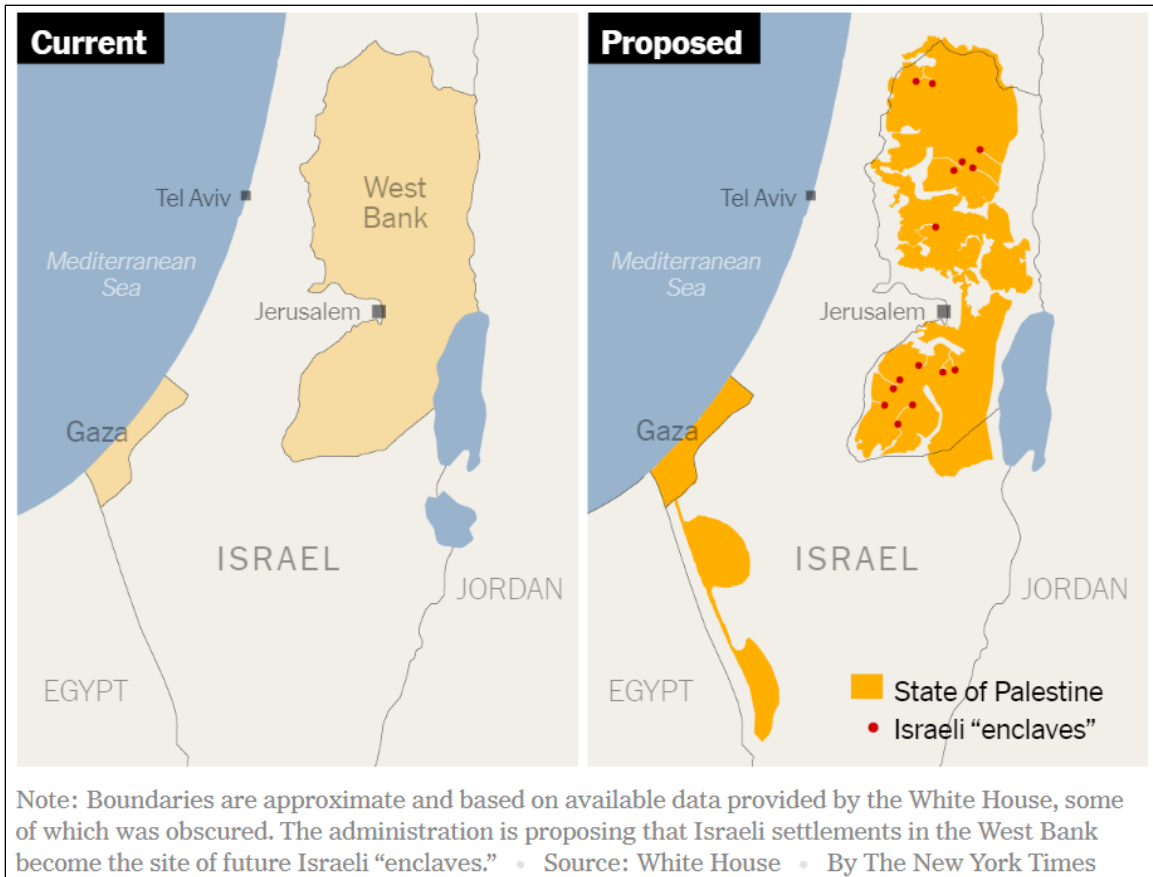 Current
West
Bank
Tel Aviv
Mediterranean
Sea
Jerusalem
Gaza
ISRAEL
JORDAN
EGYPT
Proposed
Tel Aviv
Mediterranean
Sea
Jerusalem
Gaza
ISRAEL
JORDAN
EGYPT
State of Palestine
Israeli “enclaves”
Note: Boundaries are approximate and based on available data provided by the White House, some
of which was obscured. The administration is proposing that Israeli settlements in the West Bank
become the site of future Israeli “enclaves.” • Source: White House • By The New York Times